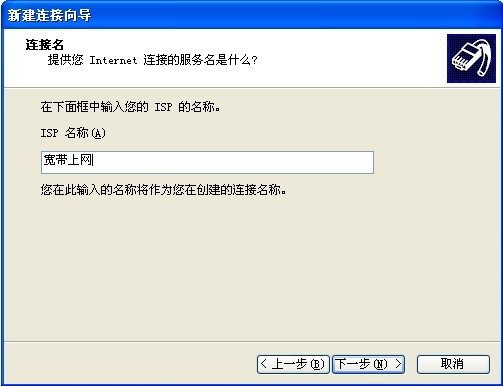 新建连接向导
连接名
提供您 Internet 连接的服务名是什么?
在下面框中输入您的 ISP 的名称。
ISP 名称(A)
宽带上网
您在此输入的名称将作为您在创建的连接名称。
< 上一步(B) 下一步(N) > 取消